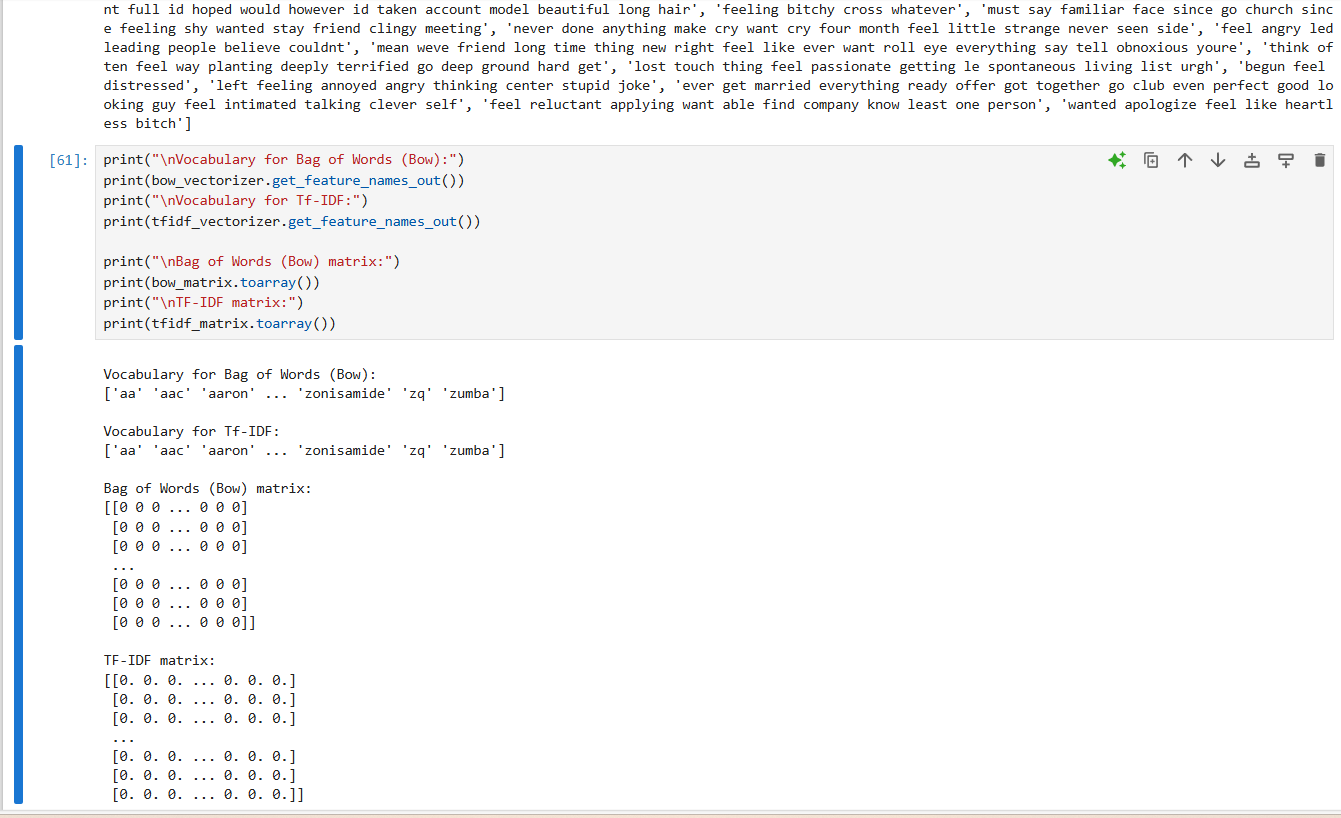 nt full id hoped would however id taken account model beautiful long hair', 'feeling bitchy cross whatever', 'must say familiar face since go church sinc
e feeling shy wanted stay friend clingy meeting', 'never done anything make cry want cry four month feel little strange never seen side', 'feel angry led
leading people believe couldnt', 'mean weve friend long time thing new right feel like ever want roll eye everything say tell obnoxious youre', 'think of
ten feel way planting deeply terrified go deep ground hard get', 'lost touch thing feel passionate getting le spontaneous living list urgh', 'begun feel
distressed', 'left feeling annoyed angry thinking center stupid joke', 'ever get married everything ready offer got together go club even perfect good lo
oking guy feel intimated talking clever self', 'feel reluctant applying want able find company know least one person', 'wanted apologize feel like heartl
ess bitch']
[61]:
print("\nVocabulary for Bag of Words (Bow):")
print(bow_vectorizer.get_feature_names_out())
print("\nVocabulary for Tf-IDF:")
print(tfidf_vectorizer.get_feature_names_out())

print("\nBag of Words (Bow) matrix:")
print(bow_matrix.toarray())
print("\nTF-IDF matrix:")
print(tfidf_matrix.toarray())

Vocabulary for Bag of Words (Bow):
['aa' 'aac' 'aaron' ... 'zonisamide' 'zq' 'zumba']

Vocabulary for Tf-IDF:
['aa' 'aac' 'aaron' ... 'zonisamide' 'zq' 'zumba']

Bag of Words (Bow) matrix:
[[0 0 0 ... 0 0 0]
 [0 0 0 ... 0 0 0]
 [0 0 0 ... 0 0 0]
 ...
 [0 0 0 ... 0 0 0]
 [0 0 0 ... 0 0 0]
 [0 0 0 ... 0 0 0]]

TF-IDF matrix:
[[0. 0. 0. ... 0. 0. 0.]
 [0. 0. 0. ... 0. 0. 0.]
 [0. 0. 0. ... 0. 0. 0.]
 ...
 [0. 0. 0. ... 0. 0. 0.]
 [0. 0. 0. ... 0. 0. 0.]
 [0. 0. 0. ... 0. 0. 0.]]